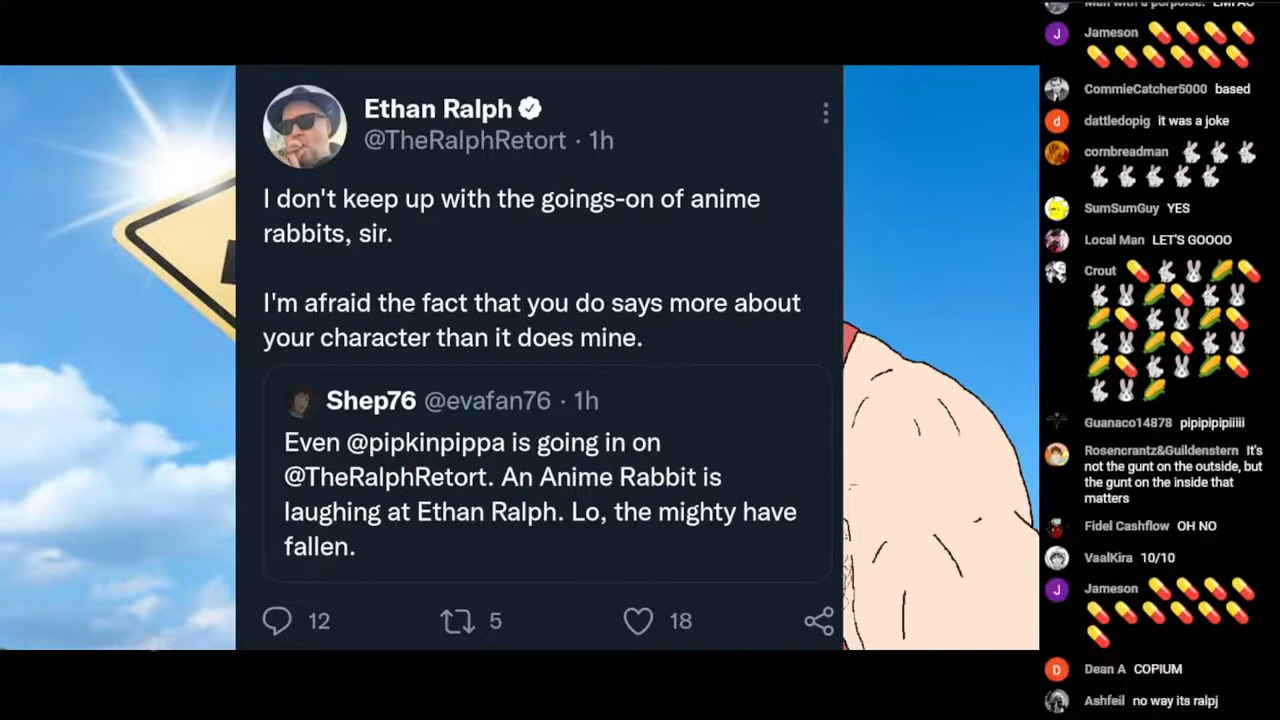 Ethan Ralph
@TheRalphRetort · 1h
I don't keep up with the goings-on of anime
rabbits, sir.
I'm afraid the fact that you do says more about
your character than it does mine.
Shep76 @evafan76 · 1h
Even @pipkinpippa is going in on
@TheRalphRetort. An Anime Rabbit is
laughing at Ethan Ralph. Lo, the mighty have
fallen.
12 5 18
Man with a porpoise. LMFAO
J Jameson
CommieCatcher5000 based
d dattledopig it was a joke
cornbreadman
SumSumGuy YES
Local Man LET'S GOOOO
Crout
Guanaco14878 pipipipipiiiii
Rosencrantz&Guildenstern It's
not the gunt on the outside, but
the gunt on the inside that
matters
Fidel Cashflow OH NO
VaalKira 10/10
J Jameson
D Dean A COPIUM
Ashfeil no way its ralpj